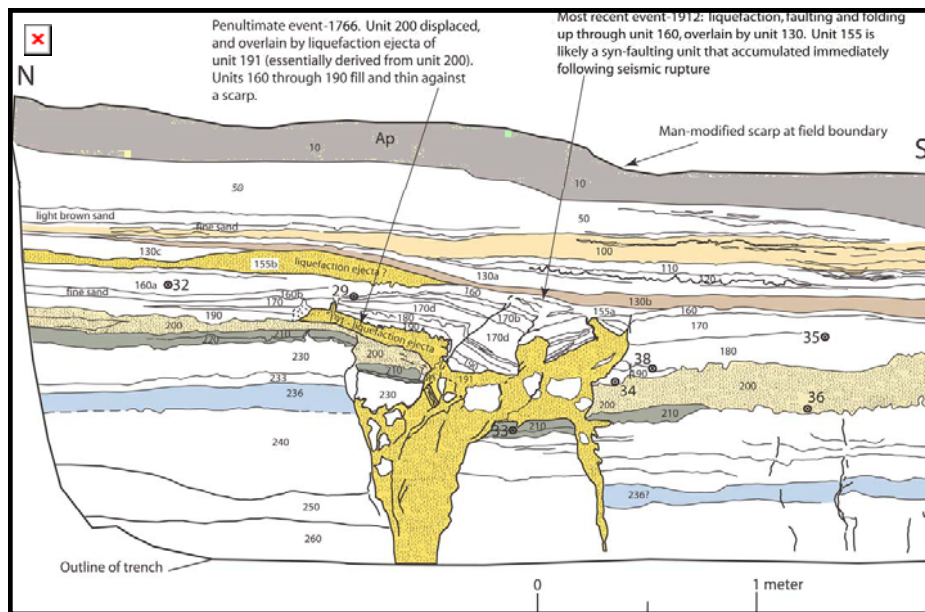 Penultimate event-1766. Unit 200 displaced,
and overlain by liquefaction ejecta of
unit 191 (essentially derived from unit 200).
Units 160 through 190 fill and thin against
a scarp.
Most recent event-1912: liquefaction, faulting and folding
up through unit 160, overlain by unit 130. Unit 155 is
likely a syn-faulting unit that accumulated immediately
following seismic rupture
N
S
Ap
Man-modified scarp at field boundary
10
10
50
50
light brown sand
fine sand
100
130c
155b
liquefaction ejecta ?
130a
110
120
160a
32
29
160
130b
fine sand
160b
170
170d
170b
155a
160
190
180
190
191 - liquefaction ejecta
170d
170
35
200
210
220
200
190
38
180
230
210
191
190
34
200
36
233
230
200
210
236
33
210
240
236?
250
260
Outline of trench
0
1 meter